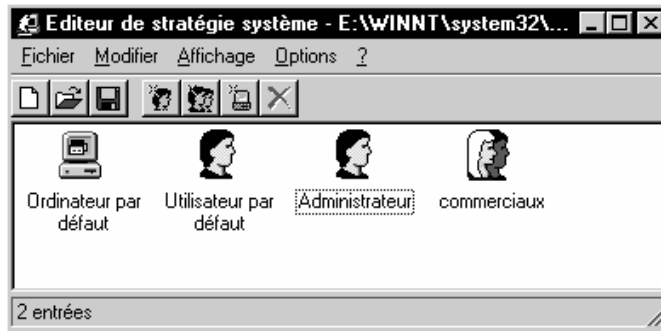 Editeur de stratégie système - E:\WINNT\system32\...
Fichier Modifier Affichage Options ?
Ordinateur par défaut
Utilisateur par défaut
Administrateur
commerciaux
2 entrées